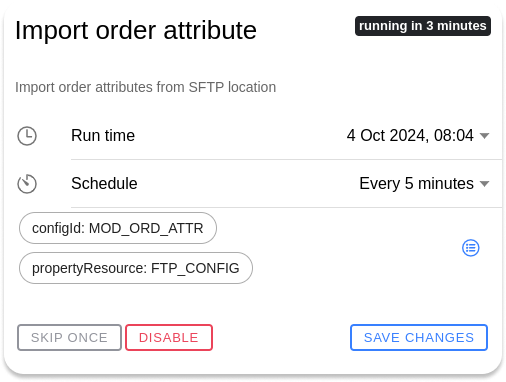 Import order attribute
running in 3 minutes
Import order attributes from SFTP location
Run time
4 Oct 2024, 08:04
Schedule
Every 5 minutes
configId: MOD_ORD_ATTR
propertyResource: FTP_CONFIG
SKIP ONCE
DISABLE
SAVE CHANGES